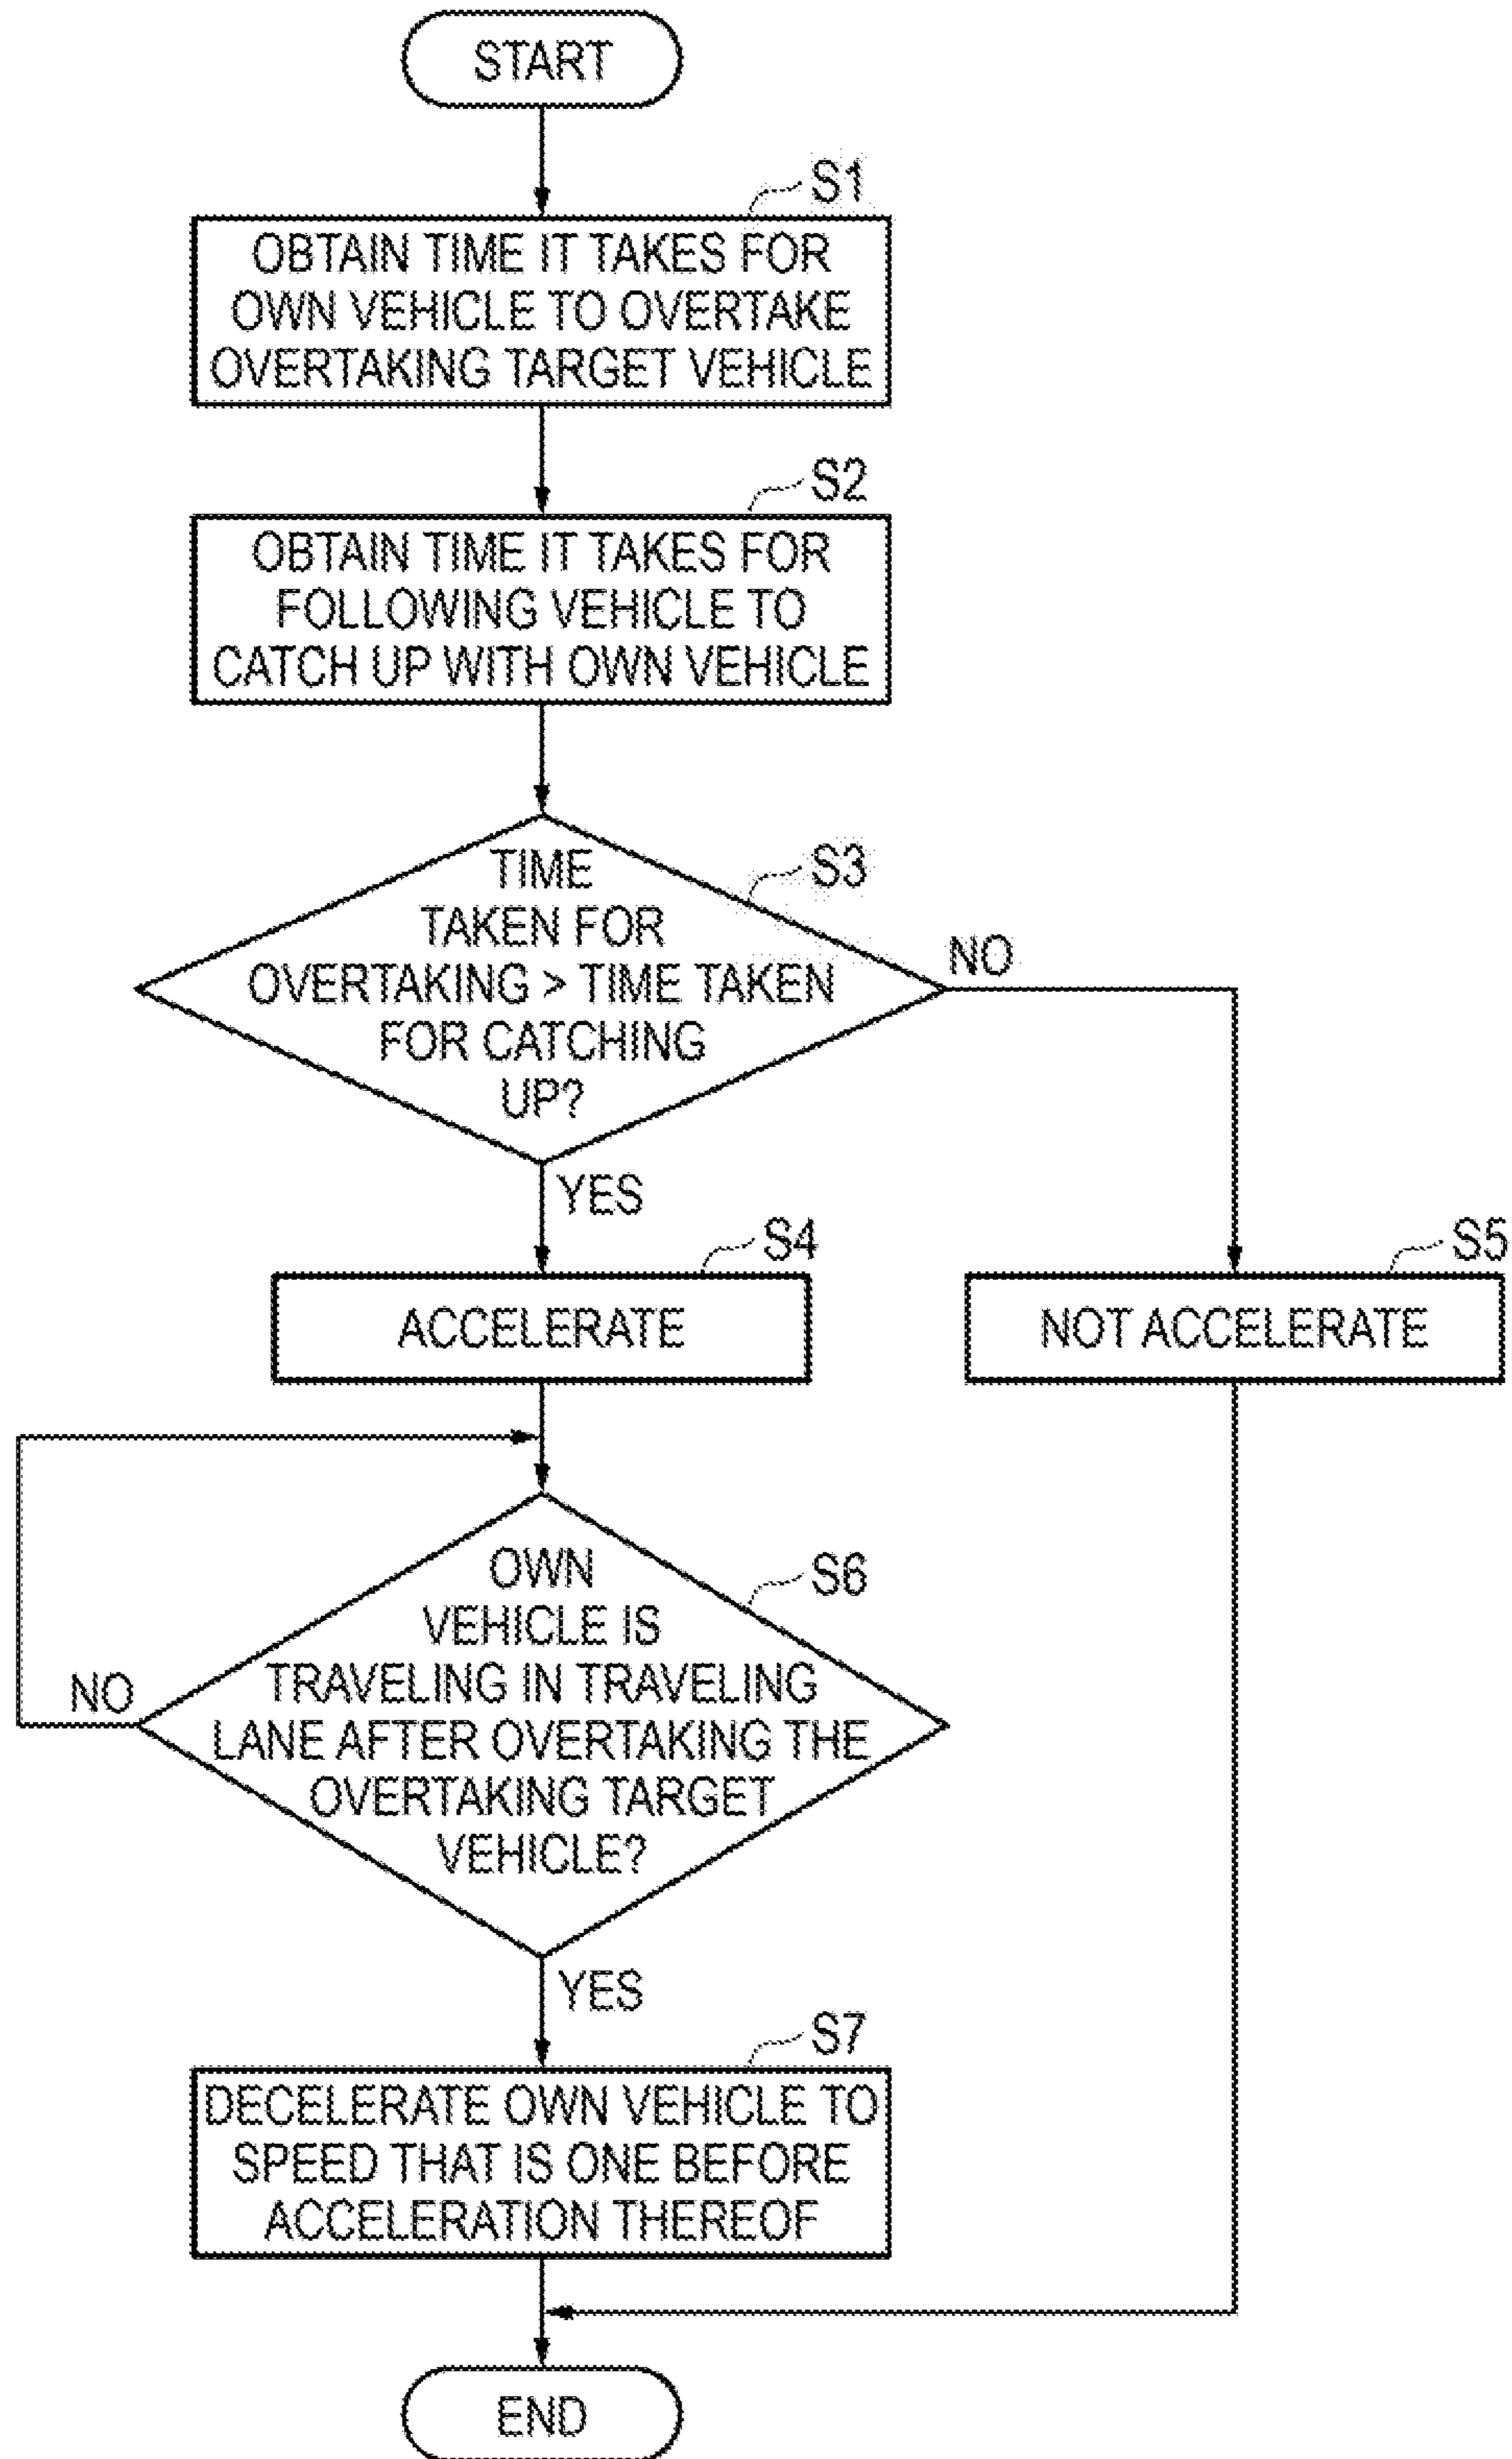 START
S1
OBTAIN TIME IT TAKES FOR
OWN VEHICLE TO OVERTAKE
OVERTAKING TARGET VEHICLE
S2
OBTAIN TIME IT TAKES FOR
FOLLOWING VEHICLE TO
CATCH UP WITH OWN VEHICLE
S3
TIME
TAKEN FOR
OVERTAKING > TIME TAKEN
FOR CATCHING
UP?
NO
YES
S4
ACCELERATE
S5
NOT ACCELERATE
S6
OWN
VEHICLE IS
TRAVELING IN TRAVELING
LANE AFTER OVERTAKING THE
OVERTAKING TARGET
VEHICLE?
NO
YES
S7
DECELERATE OWN VEHICLE TO
SPEED THAT IS ONE BEFORE
ACCELERATION THEREOF
END